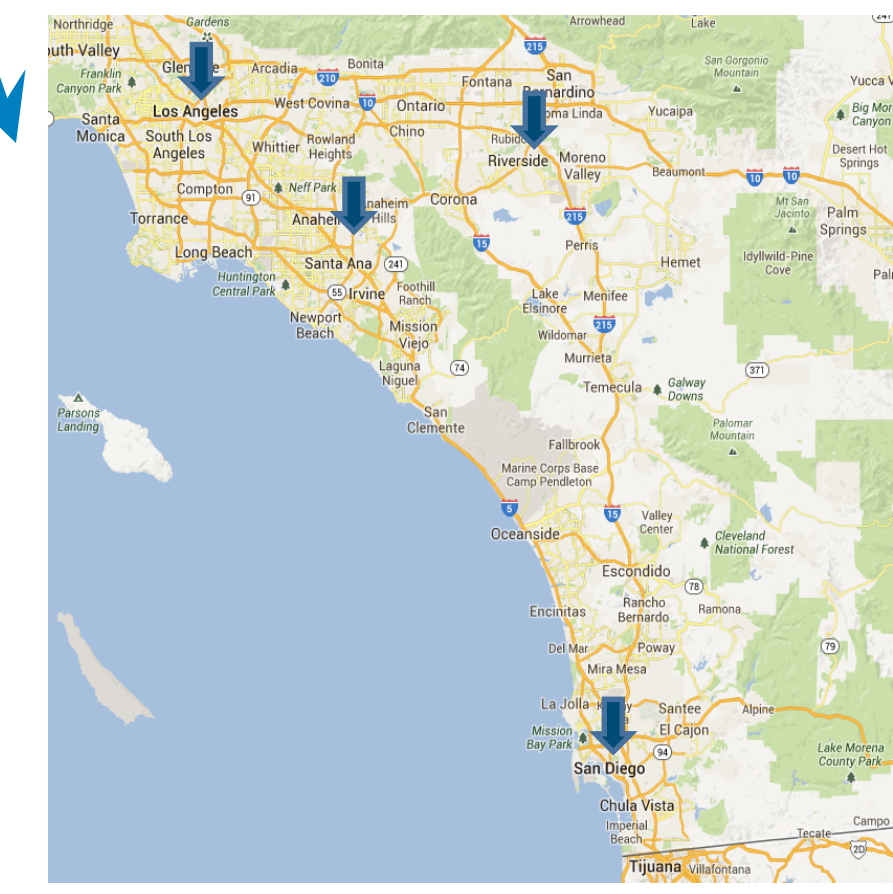 Northridge
Gardens
Arrowhead
Lake
247
outh Valley
Arcadia
Bonita
215
San Gorgonio
Mountain
Franklin
Canyon Park
210
Fontana
San
Yucca V
Los Angeles
West Covina
10
Ontario
oma Linda
Yucaipa
Big Mor
Canyon
Santa
Monica
South Los
Angeles
Whittier
Rowland
Heights
Chino
Riverside
Moreno
Valley
Desert Hot
Springs
Compton
91
Neff Park
Beaumont
10
10
Torrance
naheim
Hills
Corona
215
Mt San
Jacinto
Palm
Springs
Long Beach
Santa Ana
241
15
Perris
Hemet
Idyllwild-Pine
Cove
Huntington
Central Park
55
Irvine
Foothill
Ranch
Lake
Elsinore
Menifee
Newport
Beach
Mission
Viejo
Wildomar
215
Murrieta
Laguna
Niguel
74
371
Parsons
Landing
San
Clemente
Temecula
Galway
Downs
Fallbrook
Palomar
Mountain
Marine Corps Base
Camp Pendleton
5
15
Valley
Center
Oceanside
Cleveland
National Forest
Escondido
78
Encinitas
Rancho
Bernardo
Ramona
Del Mar
Poway
79
Mira Mesa
La Jolla
Santee
Alpine
Mission
Bay Park
El Cajon
94
Lake Morena
County Park
San Diego
Chula Vista
Imperial
Beach
Campo
Tecate
2D
Tijuana
Villafontana